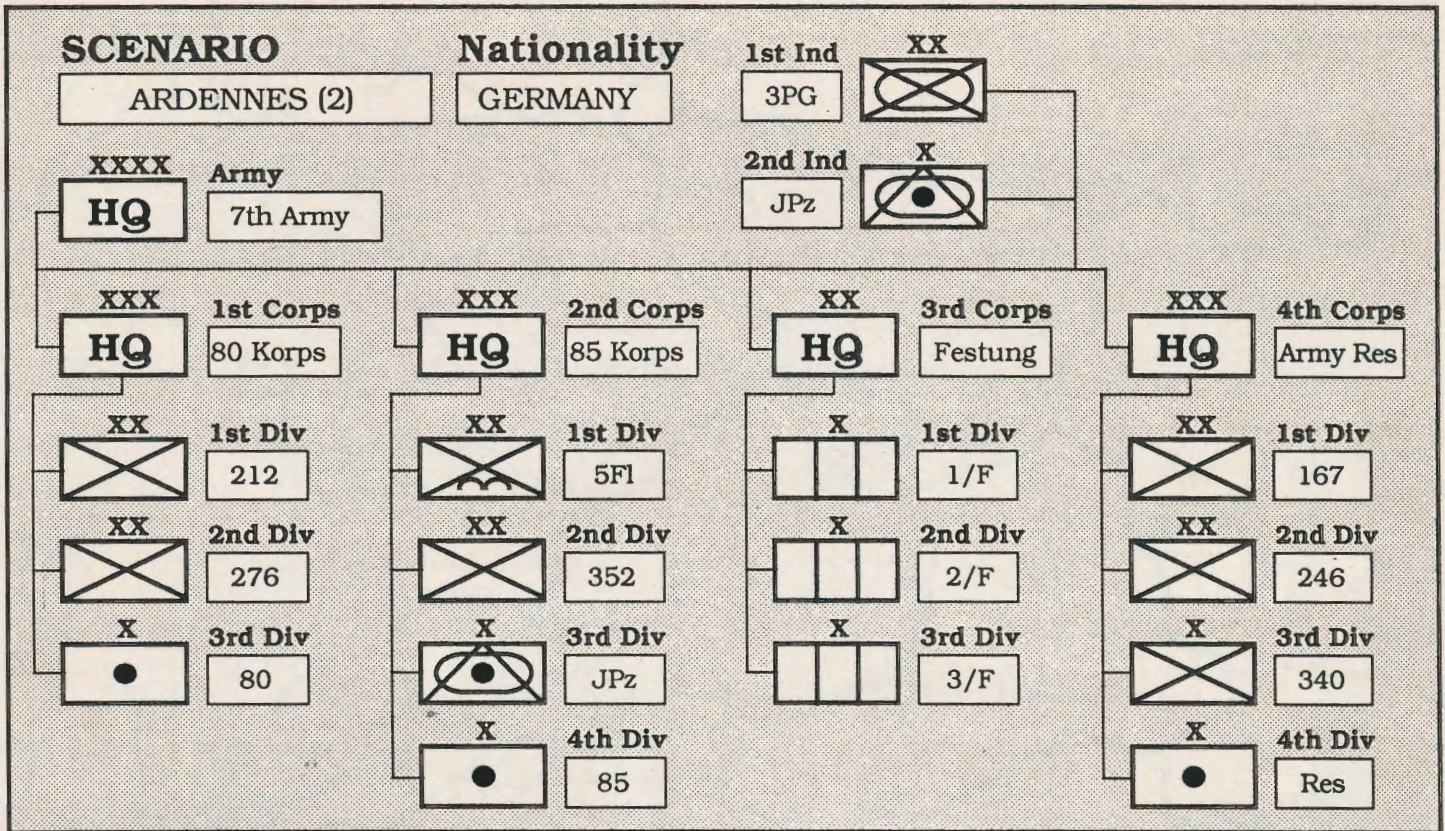 SCENARIO
ARDENNES (2)
Nationality
GERMANY
1st Ind
3PG
XX
2nd Ind
JPz
X
XXXX
HQ
Army
7th Army
XXX
HQ
1st Corps
80 Korps
XXX
HQ
2nd Corps
85 Korps
XX
HQ
3rd Corps
Festung
XXX
HQ
4th Corps
Army Res
XX
1st Div
212
XX
1st Div
5Fl
X
1st Div
1/F
XX
1st Div
167
XX
2nd Div
276
XX
2nd Div
352
X
2nd Div
2/F
XX
2nd Div
246
X
3rd Div
80
X
3rd Div
JPz
X
3rd Div
3/F
X
3rd Div
340
X
4th Div
85
X
4th Div
Res